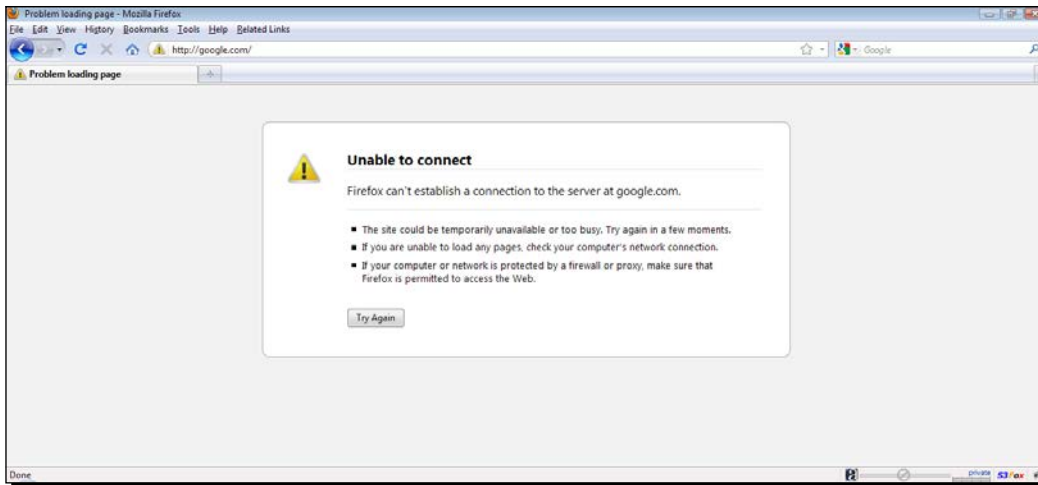 Problem loading page - Mozilla Firefox
File Edit View History Bookmarks Tools Help Related Links
http://google.com/ Google
Problem loading page
Unable to connect
Firefox can't establish a connection to the server at google.com.
The site could be temporarily unavailable or too busy. Try again in a few moments.
If you are unable to load any pages, check your computer's network connection.
If your computer or network is protected by a firewall or proxy, make sure that
Firefox is permitted to access the Web.
Try Again
Done private S3Fox